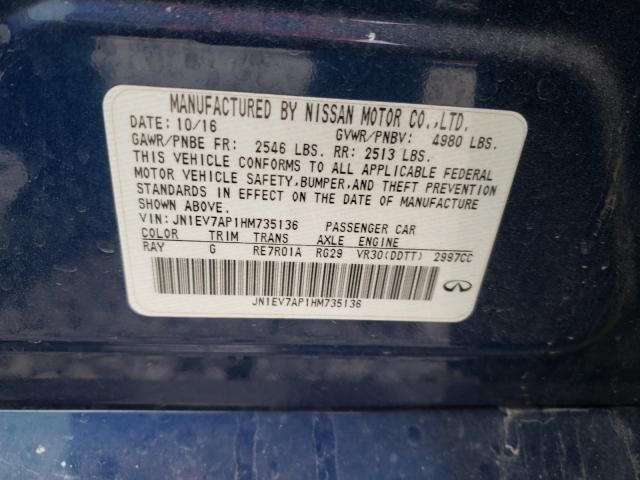 MANUFACTURED BY NISSAN MOTOR CO.,LTD.
DATE: 10/16 GVWR/PNBV: 4980 LBS.
GAWR/PNBE FR: 2546 LBS. RR: 2513 LBS.
THIS VEHICLE CONFORMS TO ALL APPLICABLE FEDERAL
MOTOR VEHICLE SAFETY,BUMPER,AND THEFT PREVENTION
STANDARDS IN EFFECT ON THE DATE OF MANUFACTURE
SHOWN ABOVE.
VIN: JN1EV7AP1HM735136 PASSENGER CAR
COLOR TRIM TRANS AXLE ENGINE
RAY G RE7R01A RG29 VR30(DDTT) 2997CC
JN1EV7AP1HM735136